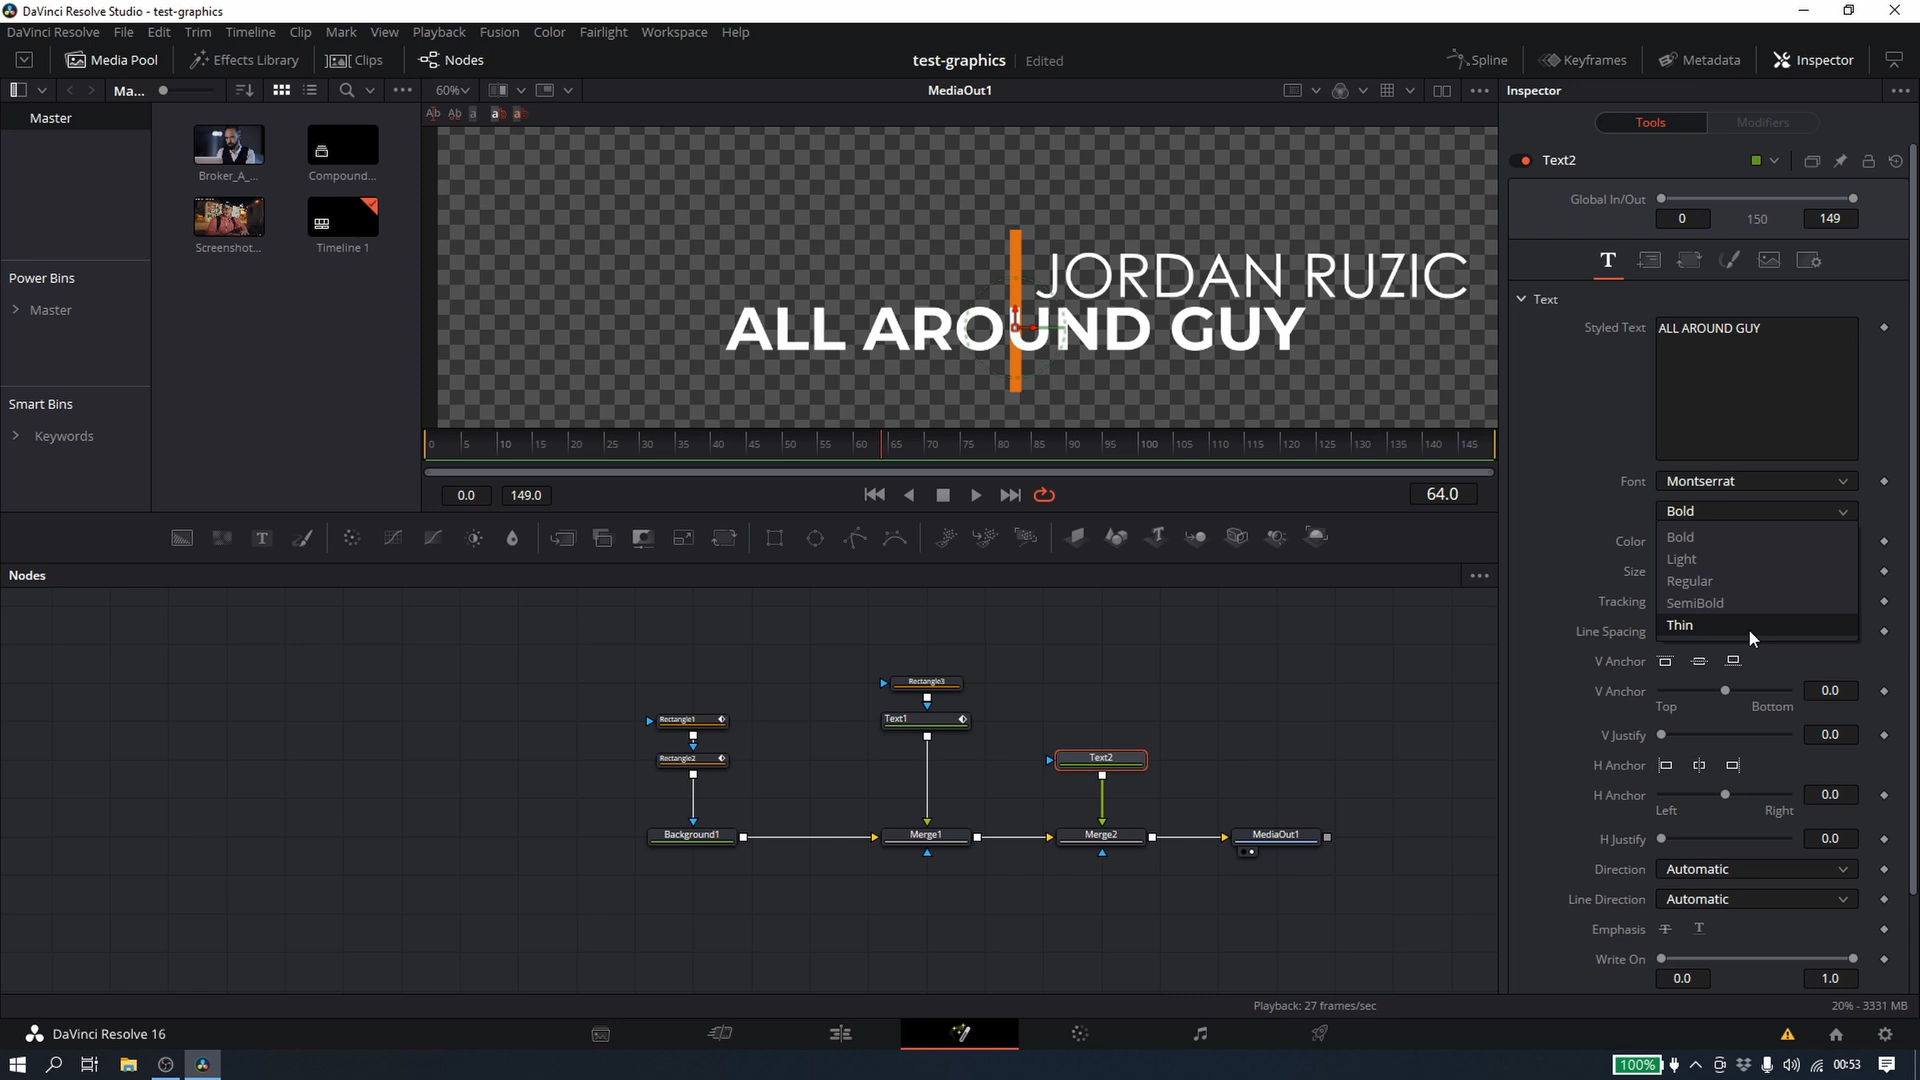 DaVinci Resolve Studio - test-graphics
DaVinci Resolve File Edit Trim Timeline Clip Mark View Playback Fusion Color Fairlight Workspace Help
Media Pool Effects Library Clips Nodes test-graphics Edited Spline Keyframes Metadata Inspector
Ma... 60% MediaOut1 Inspector
Master
Tools Modifiers
Broker_A_... Compound...
Text2
Screenshot... Timeline 1
Global In/Out
0 150 149
Power Bins
Master
JORDAN RUZIC
ALL AROUND GUY
Text
Styled Text ALL AROUND GUY
Smart Bins
Keywords
0 5 10 15 20 25 30 35 40 45 50 55 60 65 70 75 80 85 90 95 100 105 110 115 120 125 130 135 140 145
0.0 149.0 64.0
Font Montserrat
Bold
Color
Bold
Light
Size
Regular
Tracking
SemiBold
Line Spacing
Thin
Nodes
V Anchor
V Anchor 0.0
Top Bottom
V Justify 0.0
H Anchor
H Anchor 0.0
Left Right
H Justify 0.0
Direction Automatic
Line Direction Automatic
Emphasis
Write On
0.0 1.0
Rectangle3
Rectangle1 Text1
Rectangle2 Text2
Background1 Merge1 Merge2 MediaOut1
Playback: 27 frames/sec 20% - 3331 MB
DaVinci Resolve 16
100% 00:53